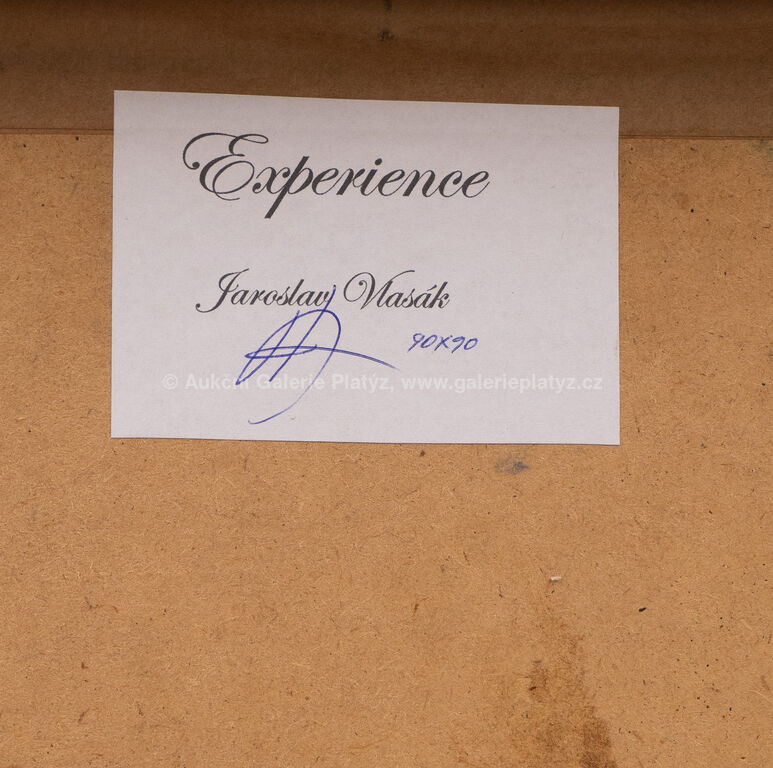 Experience
Jaroslav Vlasák
90x90
© Aukční Galerie Platýz, www.galerieplatyz.cz